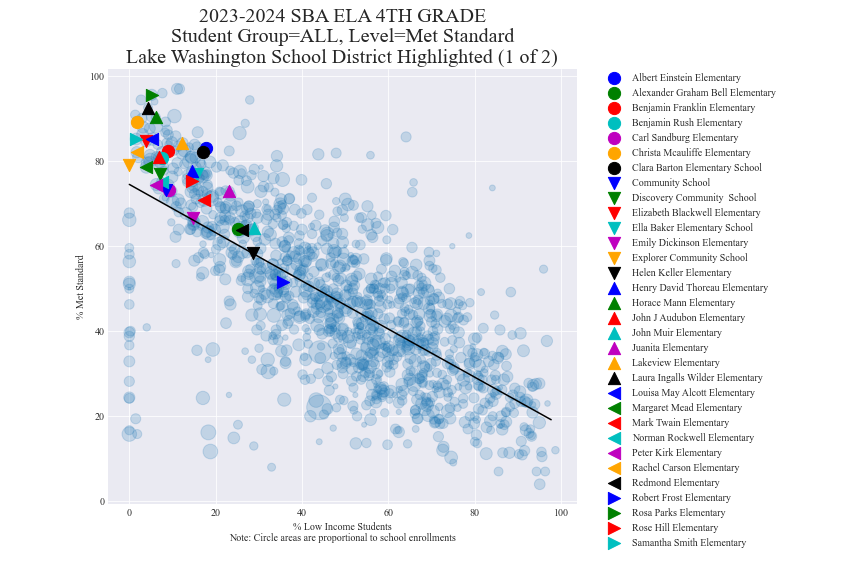 2023-2024 SBA ELA 4TH GRADE
Student Group=ALL, Level=Met Standard
Lake Washington School District Highlighted (1 of 2)
100
80
60
40
20
0
% Met Standard
0 20 40 60 80 100
% Low Income Students
Note: Circle areas are proportional to school enrollments
Albert Einstein Elementary
Alexander Graham Bell Elementary
Benjamin Franklin Elementary
Benjamin Rush Elementary
Carl Sandburg Elementary
Christa Mcauliffe Elementary
Clara Barton Elementary School
Community School
Discovery Community  School
Elizabeth Blackwell Elementary
Ella Baker Elementary School
Emily Dickinson Elementary
Explorer Community School
Helen Keller Elementary
Henry David Thoreau Elementary
Horace Mann Elementary
John J Audubon Elementary
John Muir Elementary
Juanita Elementary
Lakeview Elementary
Laura Ingalls Wilder Elementary
Louisa May Alcott Elementary
Margaret Mead Elementary
Mark Twain Elementary
Norman Rockwell Elementary
Peter Kirk Elementary
Rachel Carson Elementary
Redmond Elementary
Robert Frost Elementary
Rosa Parks Elementary
Rose Hill Elementary
Samantha Smith Elementary